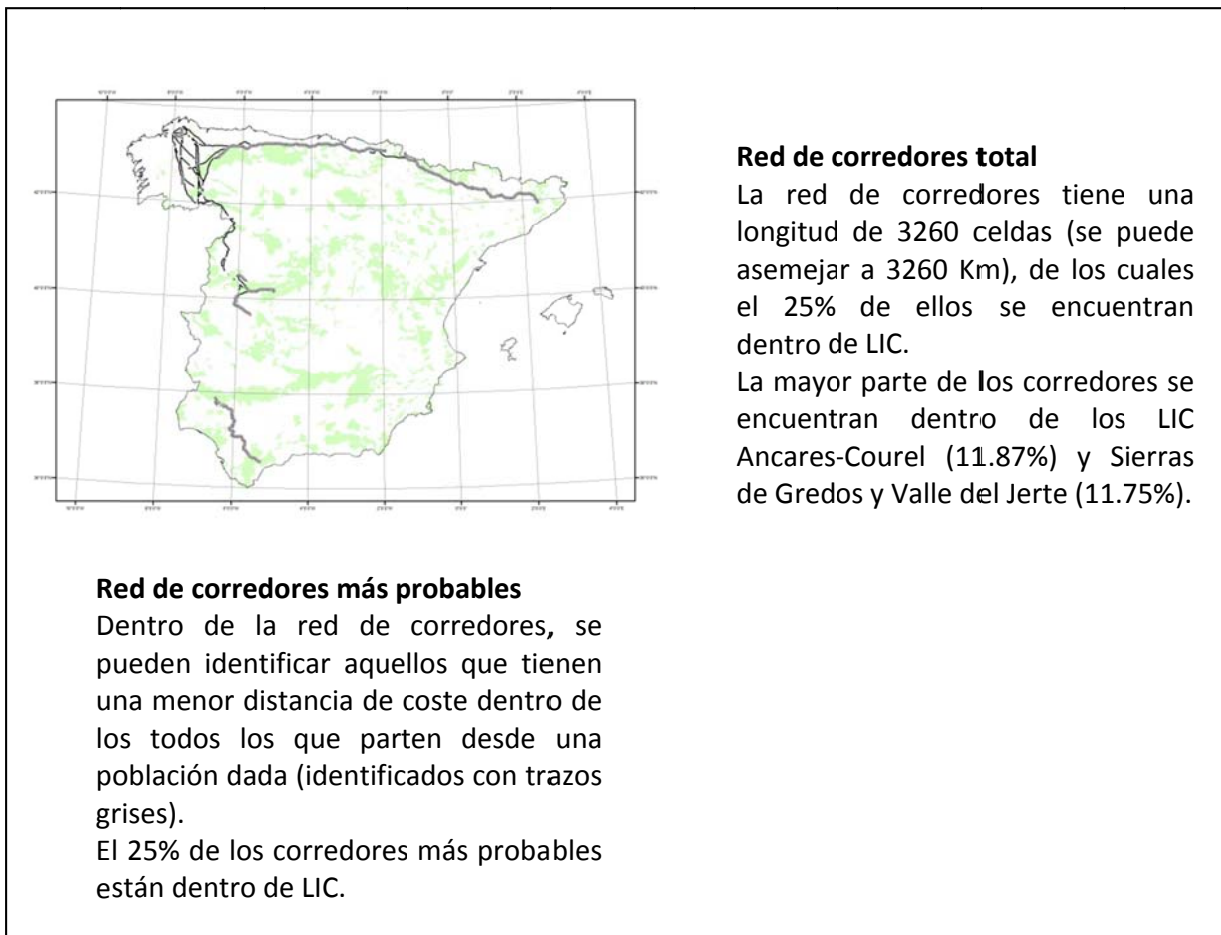 Red de corredores total
La red de corredores tiene una
longitud de 3260 celdas (se puede
asemejar a 3260 Km), de los cuales
el 25% de ellos se encuentran
dentro de LIC.
La mayor parte de los corredores se
encuentran dentro de los LIC
Ancares-Courel (11.87%) y Sierras
de Gredos y Valle del Jerte (11.75%).
Red de corredores más probables
Dentro de la red de corredores, se
pueden identificar aquellos que tienen
una menor distancia de coste dentro de
los todos los que parten desde una
población dada (identificados con trazos
grises).
El 25% de los corredores más probables
están dentro de LIC.